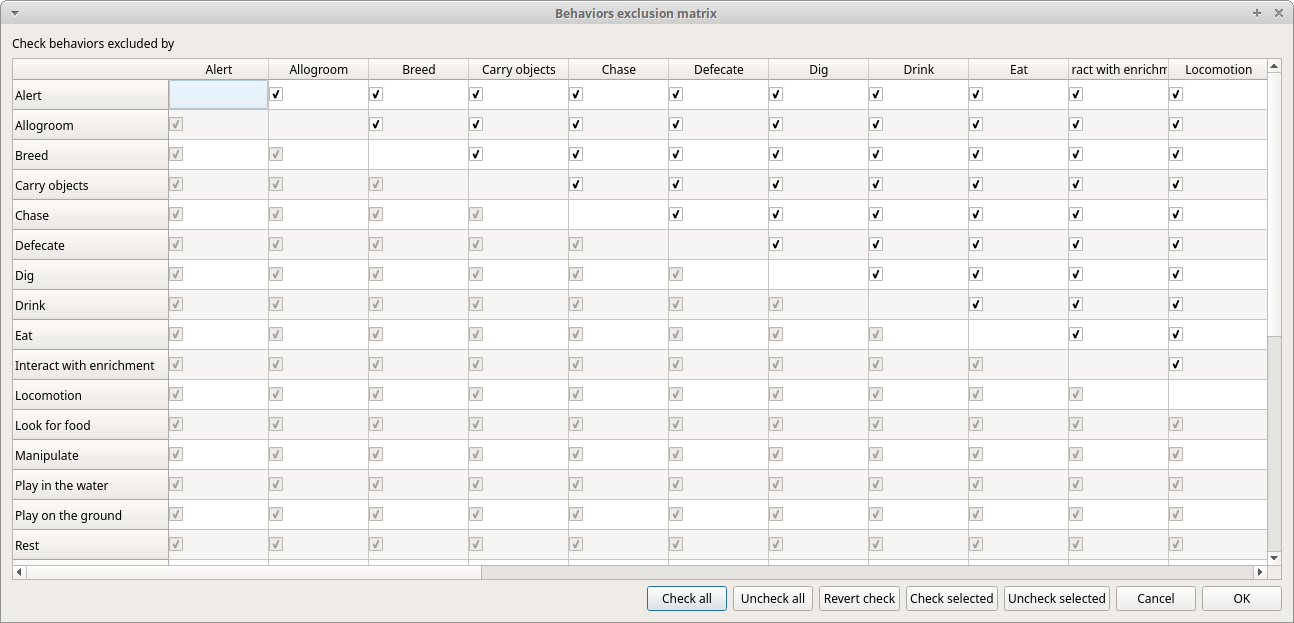 Behaviors exclusion matrix
Check behaviors excluded by
Alert Allogroom Breed Carry objects Chase Defecate Dig Drink Eat ract with enrichm Locomotion
Alert
Allogroom
Breed
Carry objects
Chase
Defecate
Dig
Drink
Eat
Interact with enrichment
Locomotion
Look for food
Manipulate
Play in the water
Play on the ground
Rest
Check all Uncheck all Revert check Check selected Uncheck selected Cancel OK